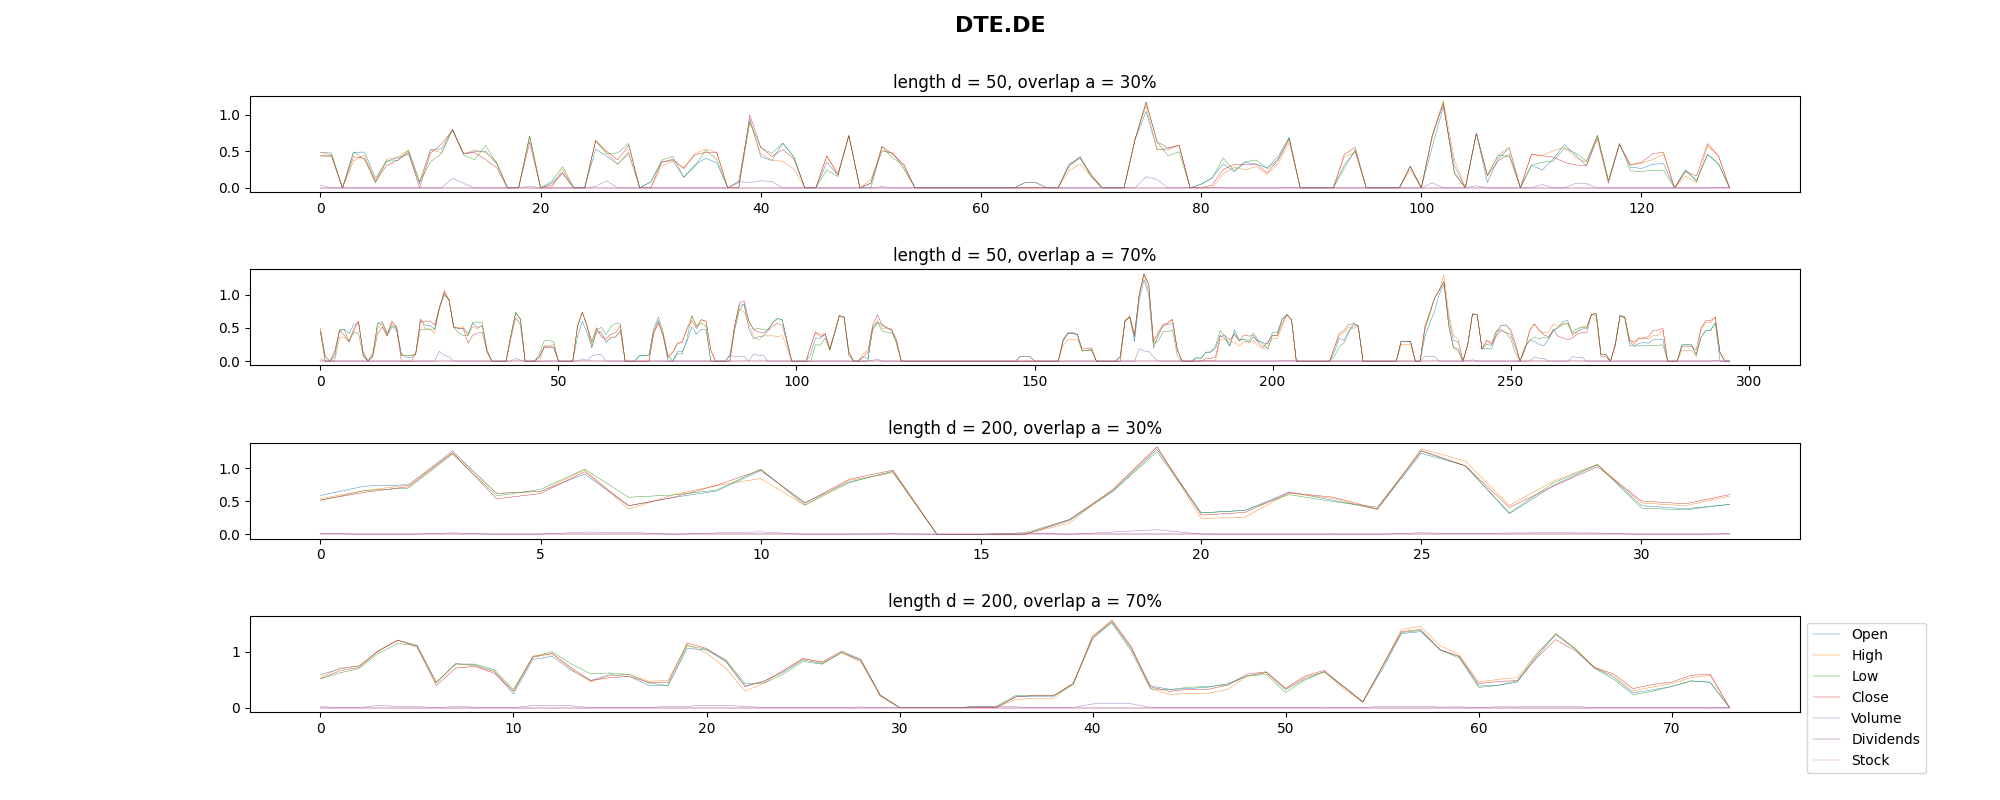 DTE.DE
length d = 50, overlap a = 30%
1.0
0.5
0.0
0 20 40 60 80 100 120
length d = 50, overlap a = 70%
1.0
0.5
0.0
0 50 100 150 200 250 300
length d = 200, overlap a = 30%
1.0
0.5
0.0
0 5 10 15 20 25 30
length d = 200, overlap a = 70%
1
0
0 10 20 30 40 50 60 70
Open
High
Low
Close
Volume
Dividends
Stock